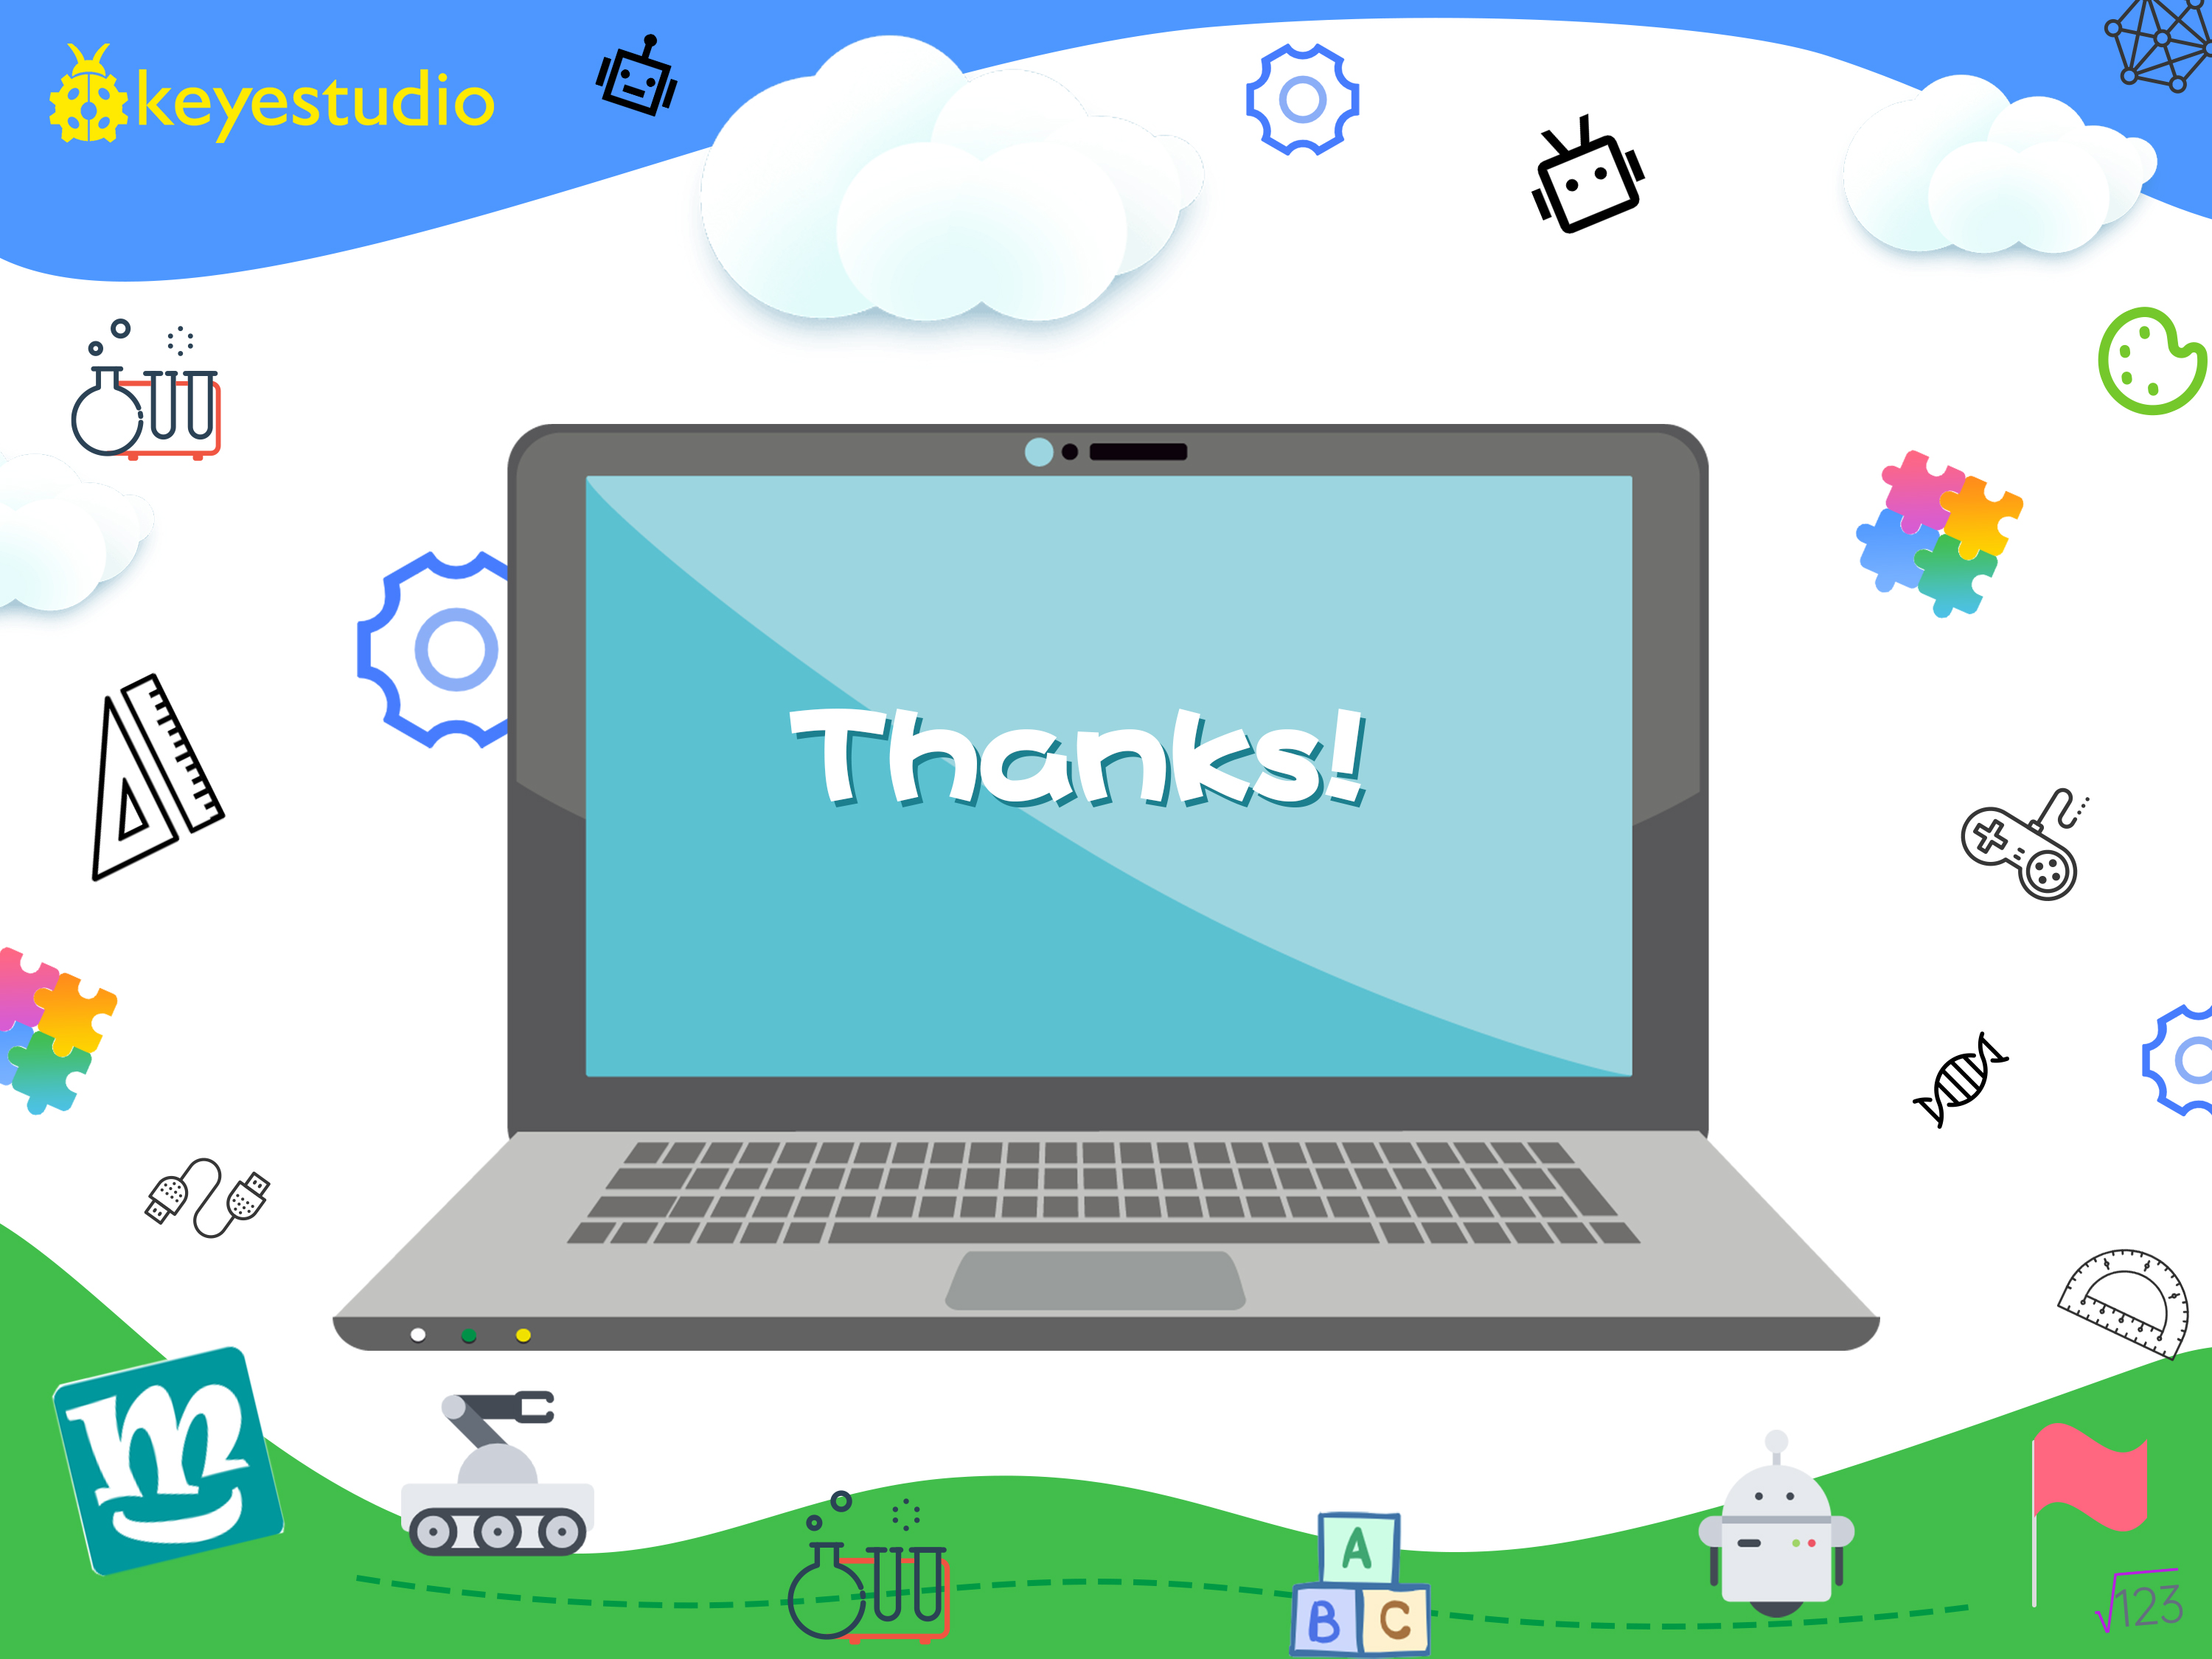 keyestudio
Thanks!
m
A
B C
√123